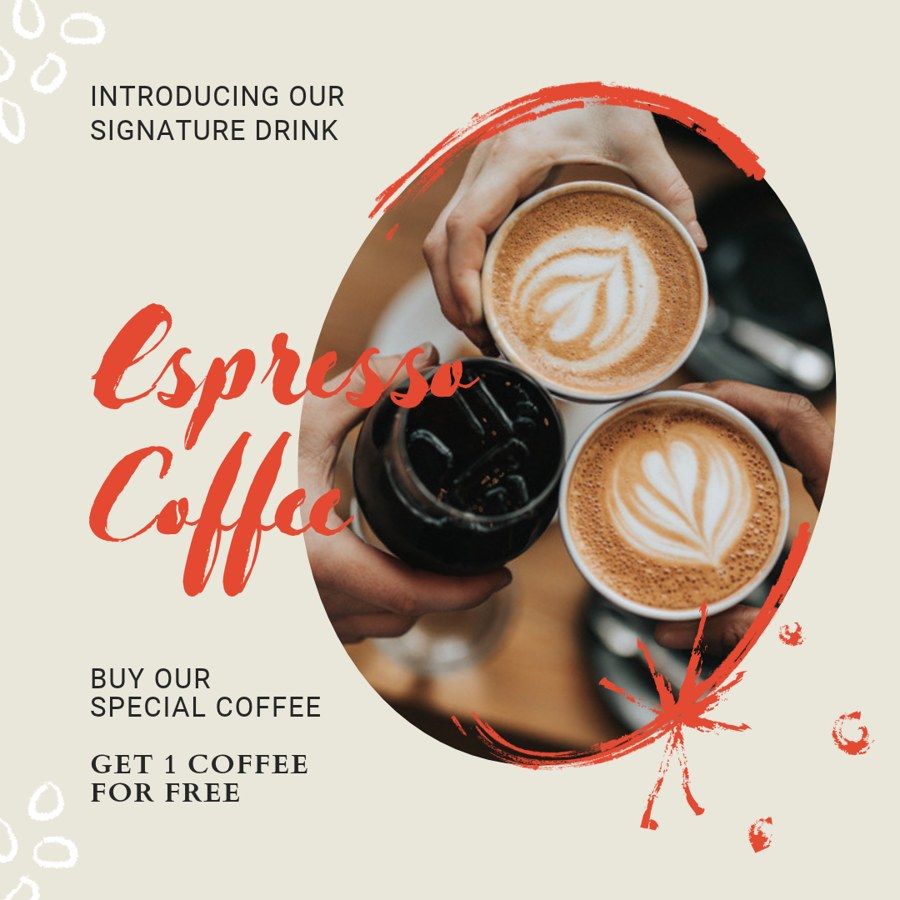 INTRODUCING OUR
SIGNATURE DRINK
Espresso
Coffee
BUY OUR
SPECIAL COFFEE
GET 1 COFFEE
FOR FREE